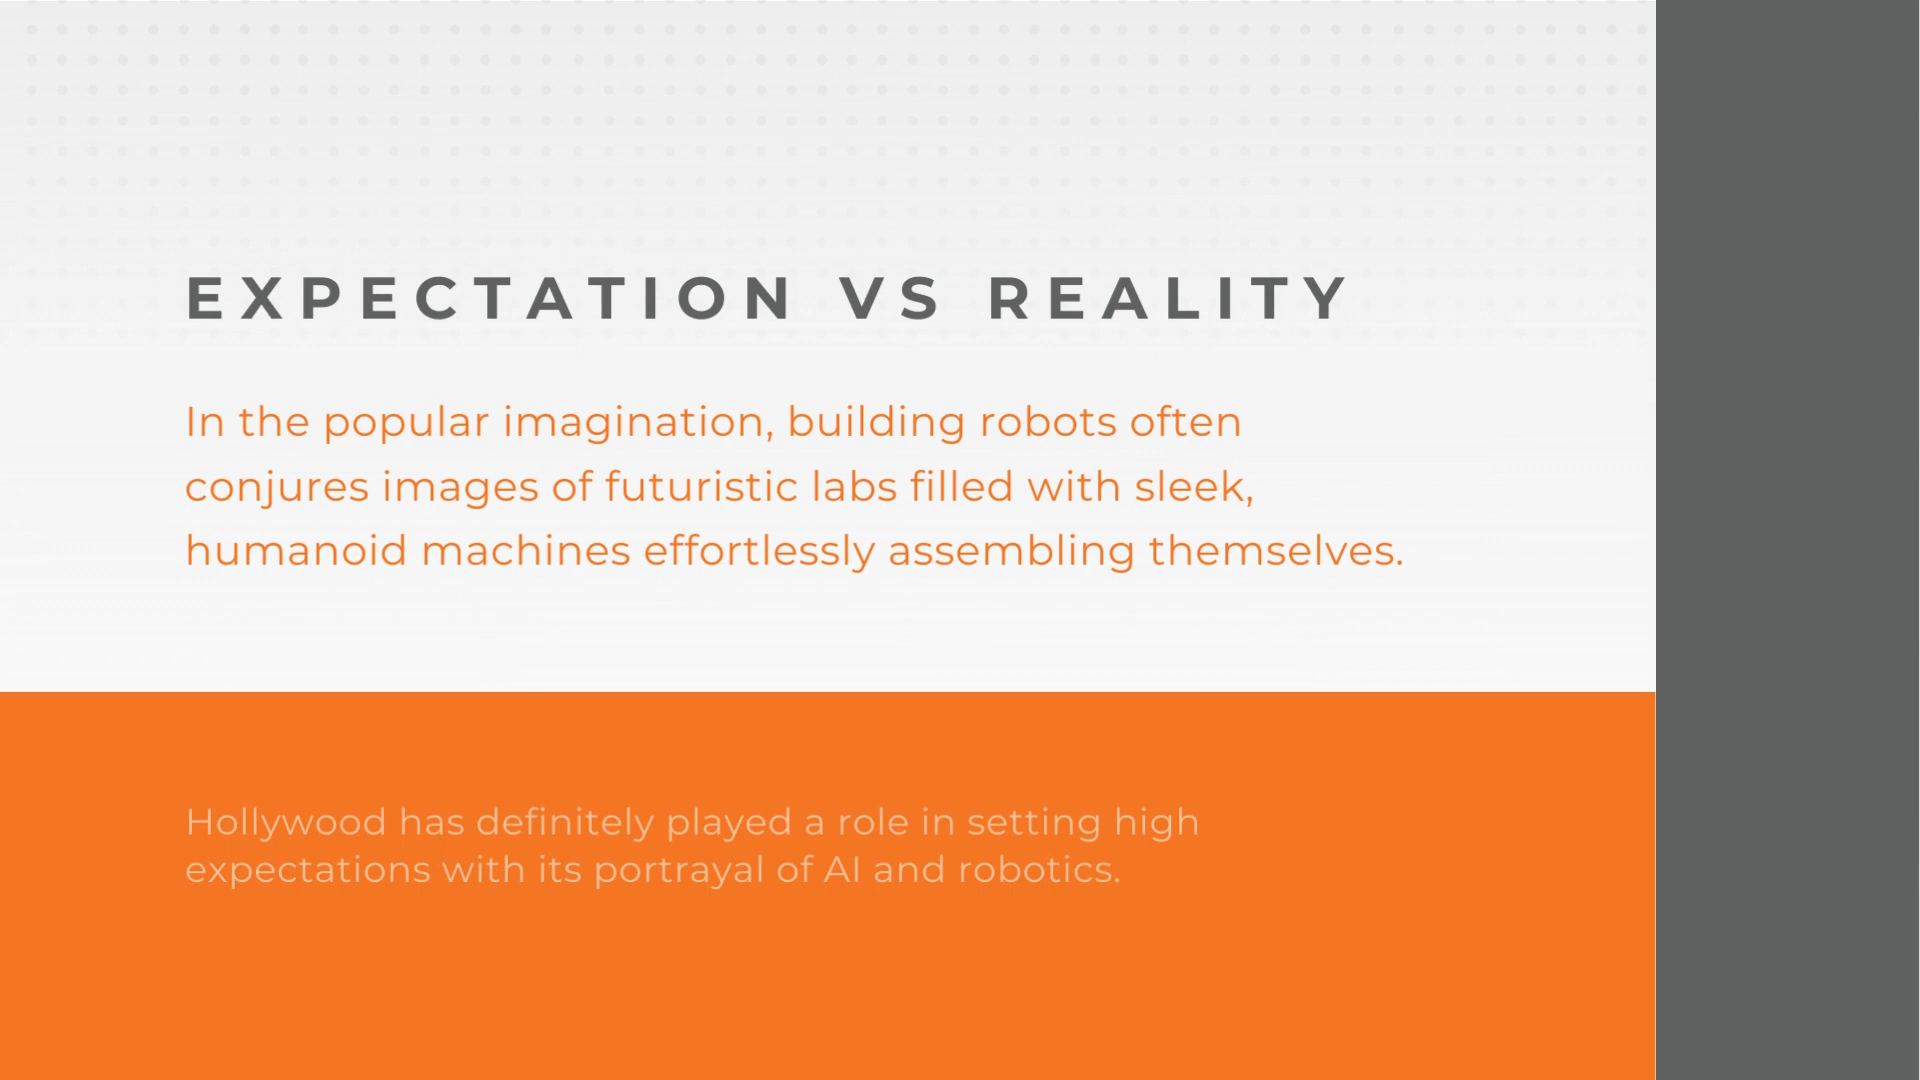 EXPECTATION VS REALITY
In the popular imagination, building robots often
conjures images of futuristic labs filled with sleek,
humanoid machines effortlessly assembling themselves.
Hollywood has definitely played a role in setting high
expectations with its portrayal of AI and robotics.